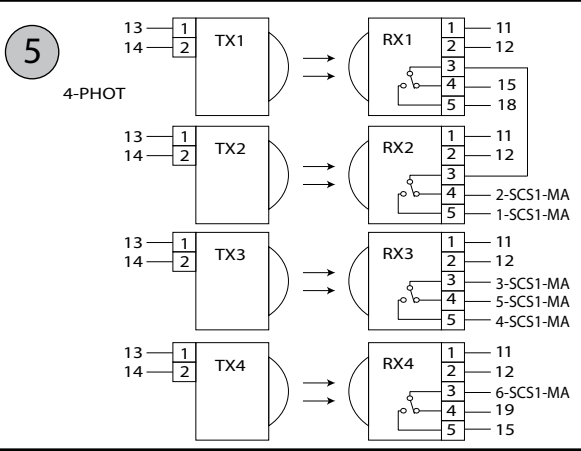 5
4-PHOT
13 1 TX1 RX1 1 11
14 2 2 12
3
4 15
5 18
13 1 TX2 RX2 1 11
14 2 2 12
3
4 2-SCS1-MA
5 1-SCS1-MA
13 1 TX3 RX3 1 11
14 2 2 12
3 3-SCS1-MA
4 5-SCS1-MA
5 4-SCS1-MA
13 1 TX4 RX4 1 11
14 2 2 12
3 6-SCS1-MA
4 19
5 15